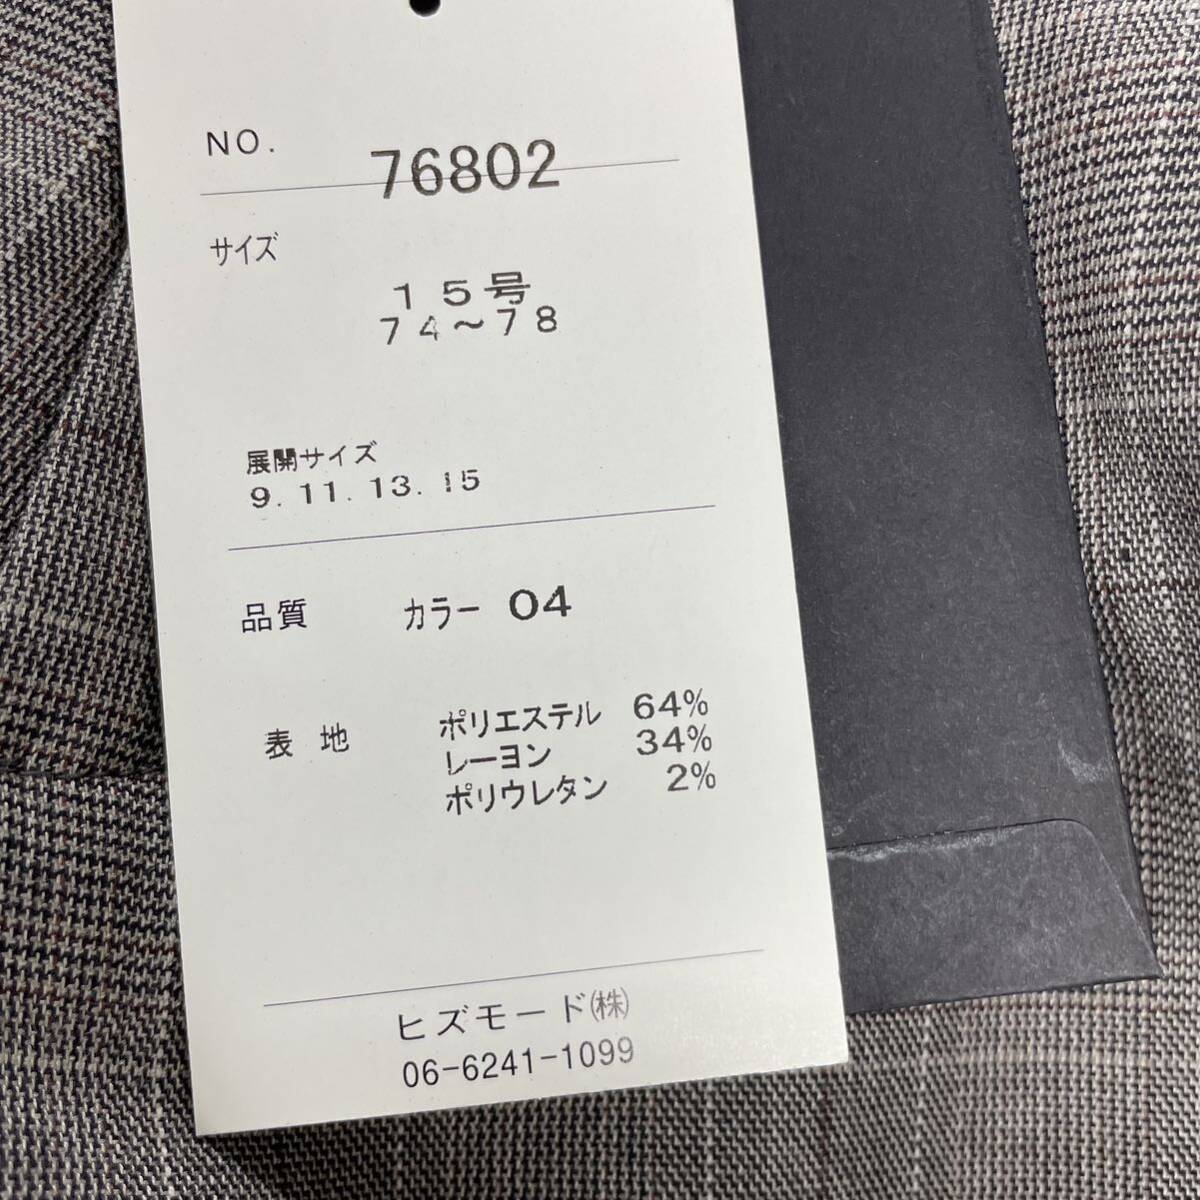 NO. 76802
サイズ
15号
74～78
展開サイズ
9. 11. 13. 15
品質 カラー 04
表地 ポリエステル 64%
レーヨン 34%
ポリウレタン 2%
ヒズモード㈱
06-6241-1099